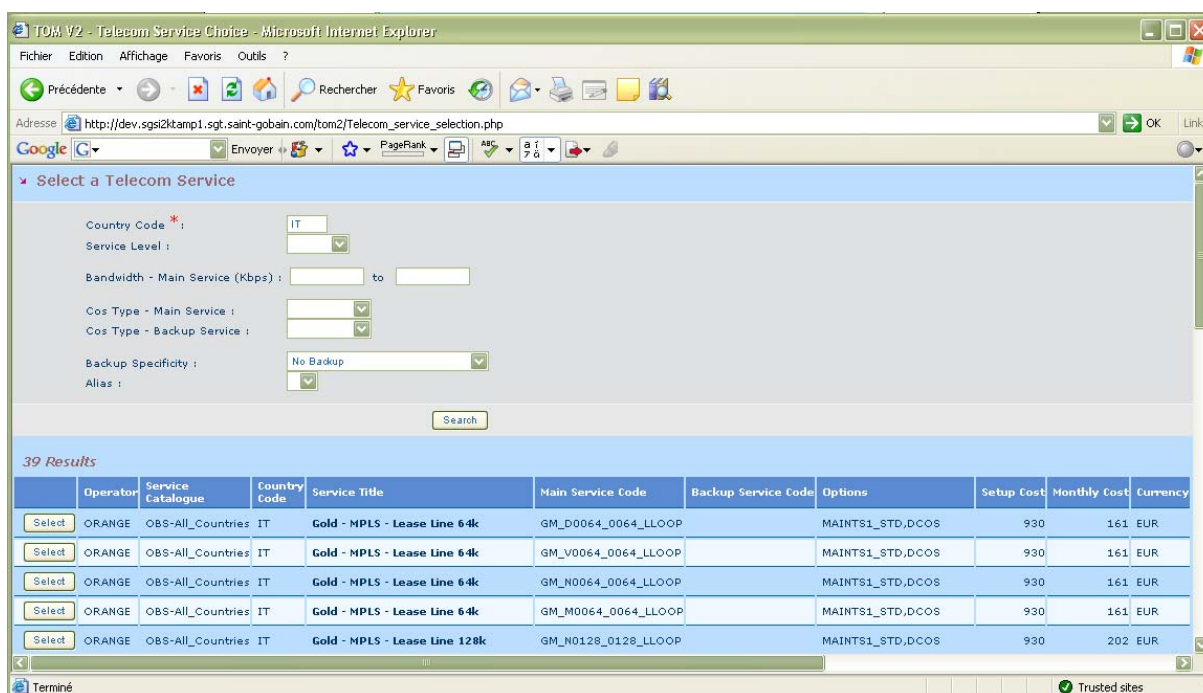 TOM V2 - Telecom Service Choice - Microsoft Internet Explorer
Fichier Edition Affichage Favoris Outils ?
Précédente Rechercher Favoris
Adresse http://dev.sgsi2ktamp1.sgt.saint-gobain.com/tom2/Telecom_service_selection.php OK Link
Google G Envoyer PageRank ABC
Select a Telecom Service
Country Code * : IT
Service Level :
Bandwidth - Main Service (Kbps) : to
Cos Type - Main Service :
Cos Type - Backup Service :
Backup Specificity : No Backup
Alias :
Search
39 Results
Operator Service Catalogue Country Code Service Title Main Service Code Backup Service Code Options Setup Cost Monthly Cost Currency
Select ORANGE OBS-All_Countries IT Gold - MPLS - Lease Line 64k GM_D0064_0064_LLOOP MAINTS1_STD,DCOS 930 161 EUR
Select ORANGE OBS-All_Countries IT Gold - MPLS - Lease Line 64k GM_V0064_0064_LLOOP MAINTS1_STD,DCOS 930 161 EUR
Select ORANGE OBS-All_Countries IT Gold - MPLS - Lease Line 64k GM_N0064_0064_LLOOP MAINTS1_STD,DCOS 930 161 EUR
Select ORANGE OBS-All_Countries IT Gold - MPLS - Lease Line 64k GM_M0064_0064_LLOOP MAINTS1_STD,DCOS 930 161 EUR
Select ORANGE OBS-All_Countries IT Gold - MPLS - Lease Line 128k GM_N0128_0128_LLOOP MAINTS1_STD,DCOS 930 202 EUR
Terminé Trusted sites